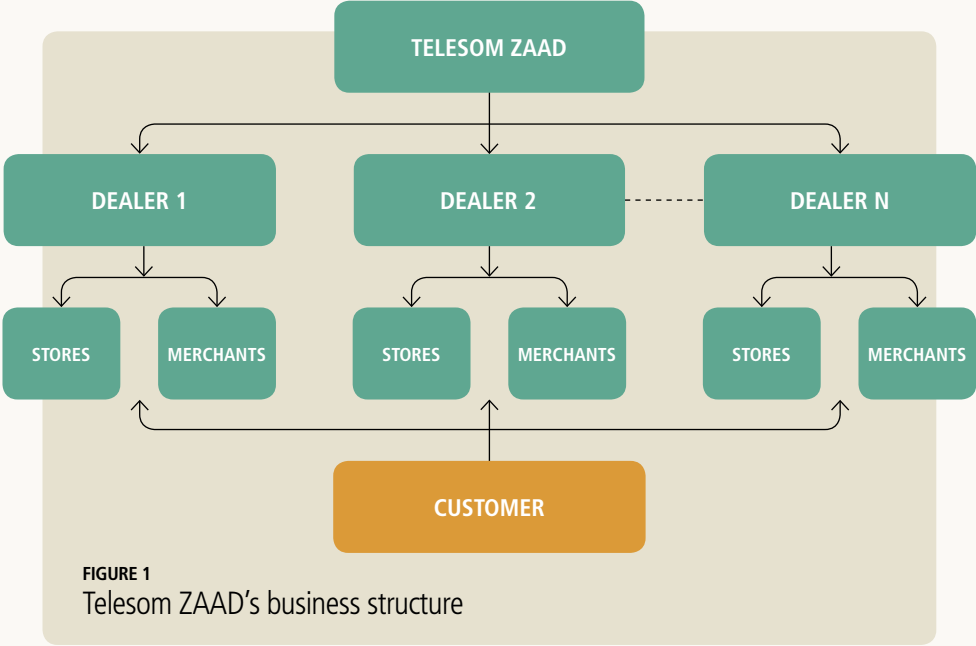 TELESOM ZAAD
DEALER 1
DEALER 2
DEALER N
STORES
MERCHANTS
STORES
MERCHANTS
STORES
MERCHANTS
CUSTOMER
FIGURE 1
Telesom ZAAD's business structure